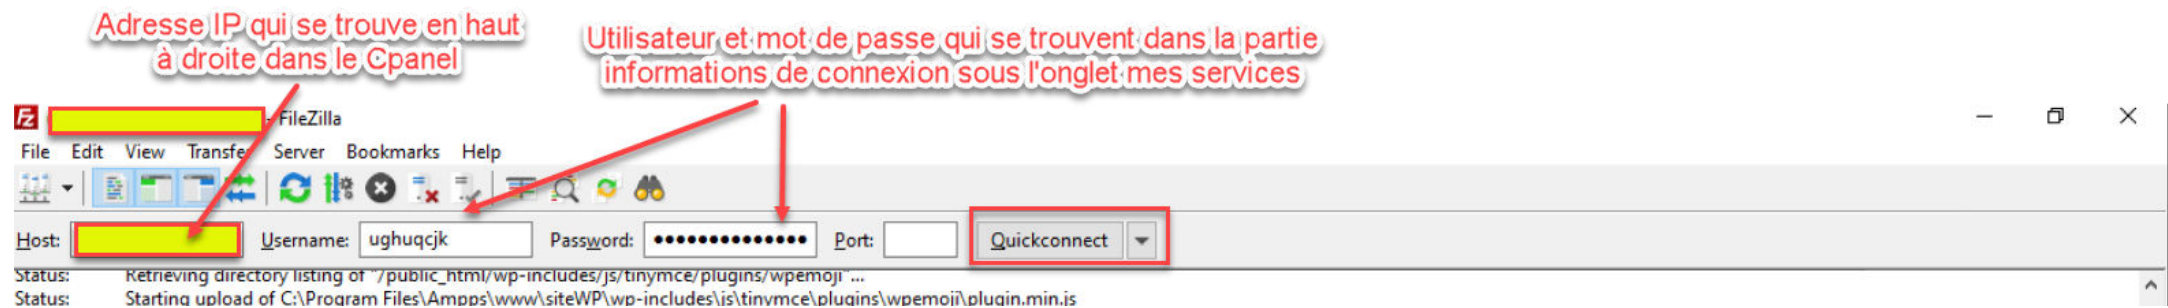 Adresse IP qui se trouve en haut
à droite dans le Cpanel
Utilisateur et mot de passe qui se trouvent dans la partie
informations de connexion sous l'onglet mes services
FileZilla
File Edit View Transfer Server Bookmarks Help
Host: Username: ughuqcjk Password: •••••••••••••• Port: Quickconnect
Status: Retrieving directory listing of "/public_html/wp-includes/js/tinymce/plugins/wpemoji"...
Status: Starting upload of C:\Program Files\Ampps\www\siteWP\wp-includes\js\tinymce\plugins\wpemoji\plugin.min.js